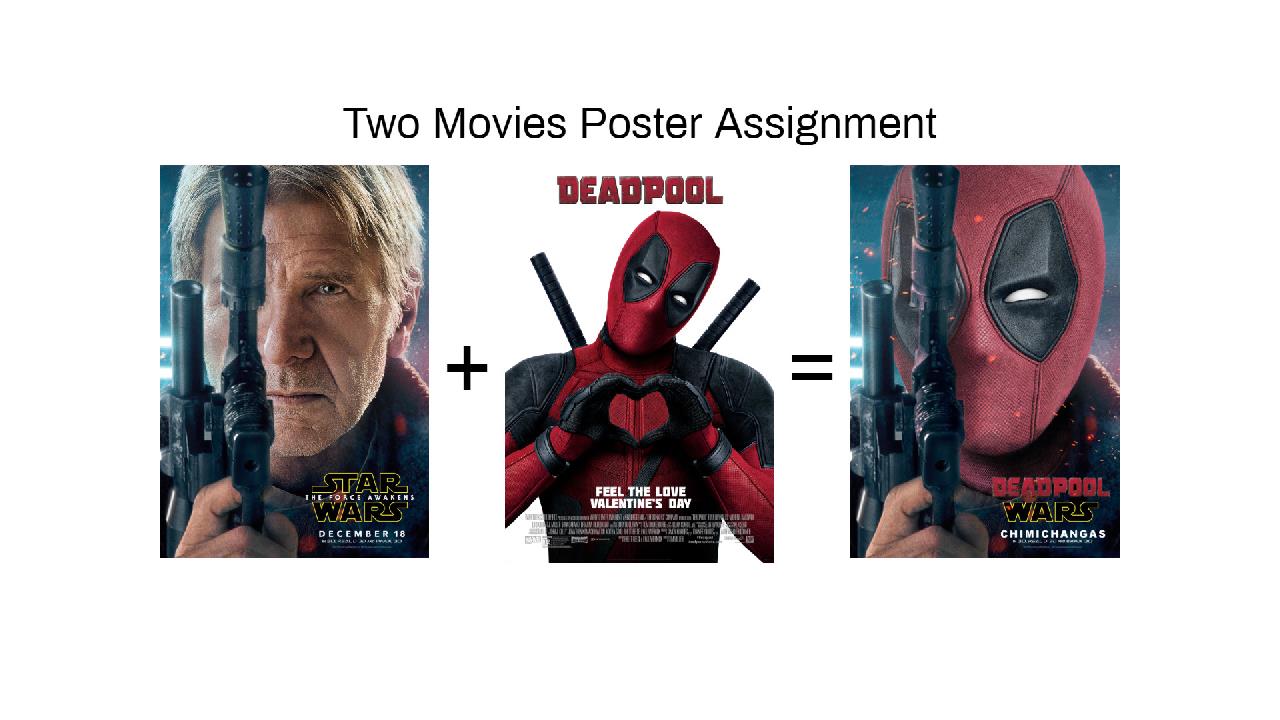 Two Movies Poster Assignment
STAR
THE FORCE AWAKENS
WARS
DECEMBER 18
+
DEADPOOL
FEEL THE LOVE
VALENTINE'S DAY
=
DEADPOOL
WARS
CHIMICHANGAS